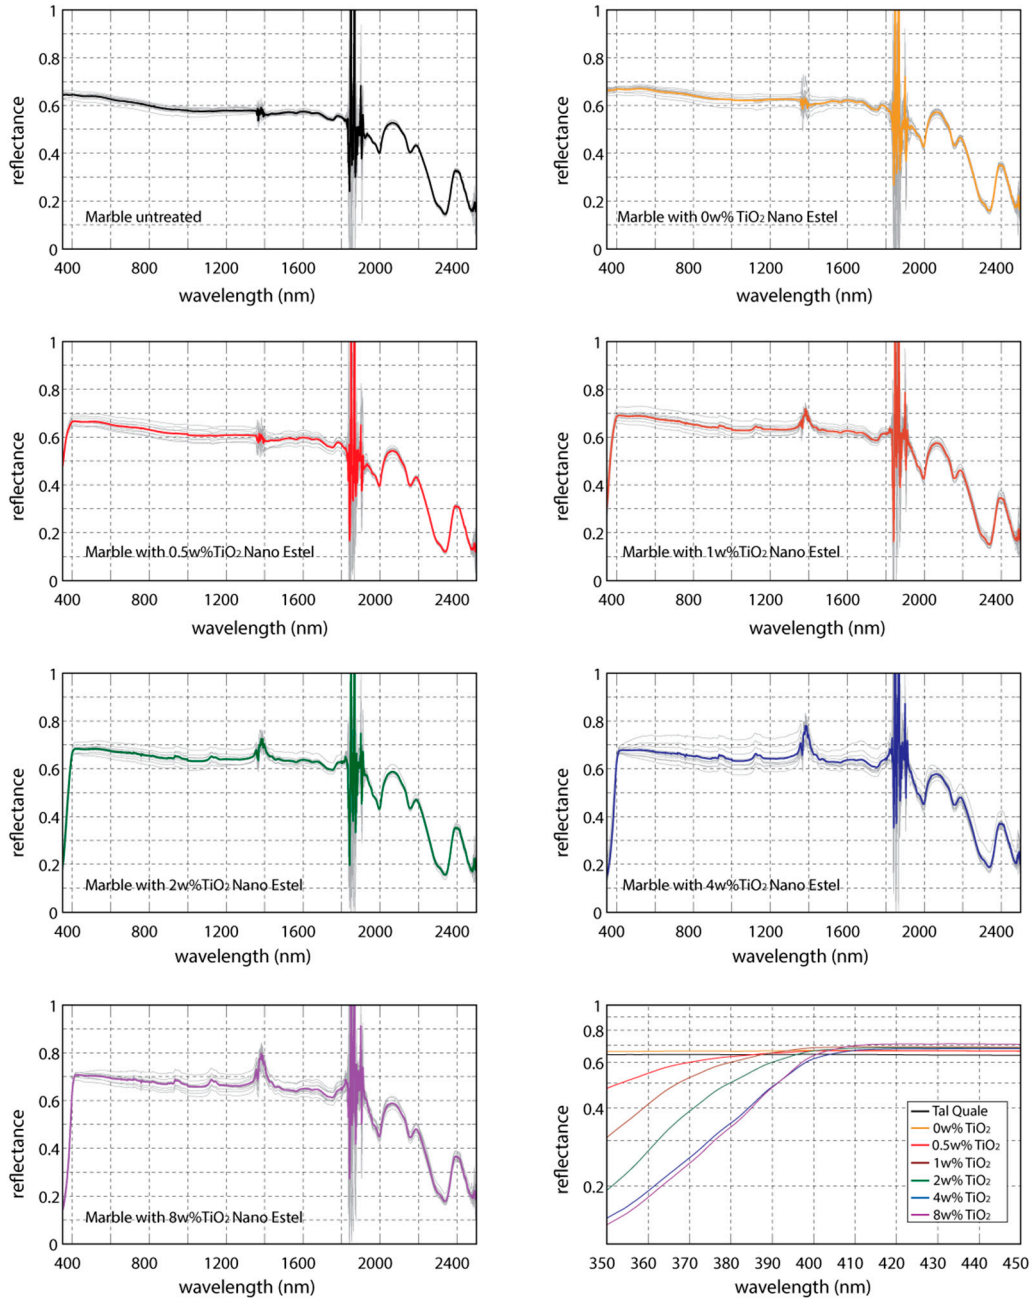 1
0.8
0.6
0.4
0.2
0
reflectance
Marble untreated
400 800 1200 1600 2000 2400
wavelength (nm)
1
0.8
0.6
0.4
0.2
0
reflectance
Marble with 0w% TiO₂ Nano Estel
400 800 1200 1600 2000 2400
wavelength (nm)
1
0.8
0.6
0.4
0.2
0
reflectance
Marble with 0.5w%TiO₂ Nano Estel
400 800 1200 1600 2000 2400
wavelength (nm)
1
0.8
0.6
0.4
0.2
0
reflectance
Marble with 1w%TiO₂ Nano Estel
400 800 1200 1600 2000 2400
wavelength (nm)
1
0.8
0.6
0.4
0.2
0
reflectance
Marble with 2w%TiO₂ Nano Estel
400 800 1200 1600 2000 2400
wavelength (nm)
1
0.8
0.6
0.4
0.2
0
reflectance
Marble with 4w%TiO₂ Nano Estel
400 800 1200 1600 2000 2400
wavelength (nm)
1
0.8
0.6
0.4
0.2
0
reflectance
Marble with 8w%TiO₂ Nano Estel
400 800 1200 1600 2000 2400
wavelength (nm)
1
0.8
0.6
0.4
0.2
reflectance
Tal Quale
0w% TiO₂
0.5w% TiO₂
1w% TiO₂
2w% TiO₂
4w% TiO₂
8w% TiO₂
350 360 370 380 390 400 410 420 430 440 450
wavelength (nm)